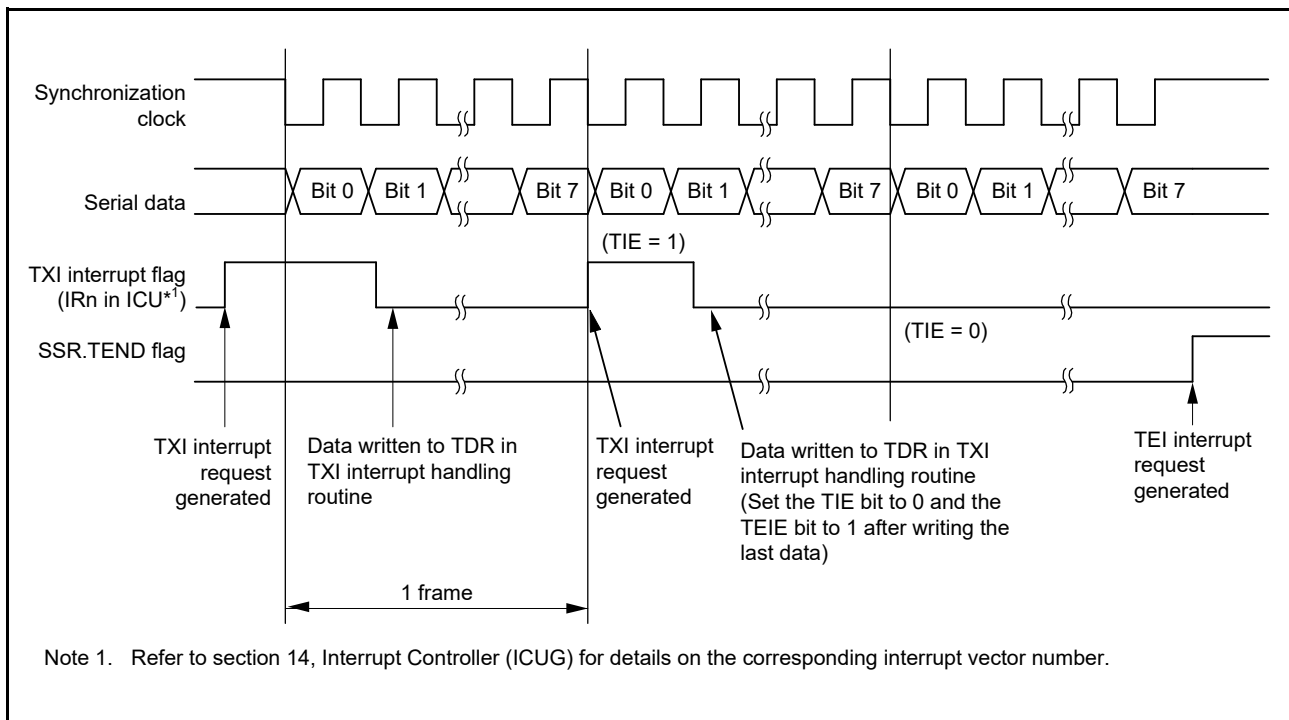 Synchronization
clock
Serial data
Bit 0 Bit 1 Bit 7 Bit 0 Bit 1 Bit 7 Bit 0 Bit 1 Bit 7
(TIE = 1)
TXI interrupt flag
(IRn in ICU*1)
(TIE = 0)
SSR.TEND flag
TXI interrupt
request
generated
Data written to TDR in
TXI interrupt handling
routine
TXI interrupt
request
generated
Data written to TDR in TXI
interrupt handling routine
(Set the TIE bit to 0 and the
TEIE bit to 1 after writing the
last data)
TEI interrupt
request
generated
1 frame
Note 1. Refer to section 14, Interrupt Controller (ICUG) for details on the corresponding interrupt vector number.